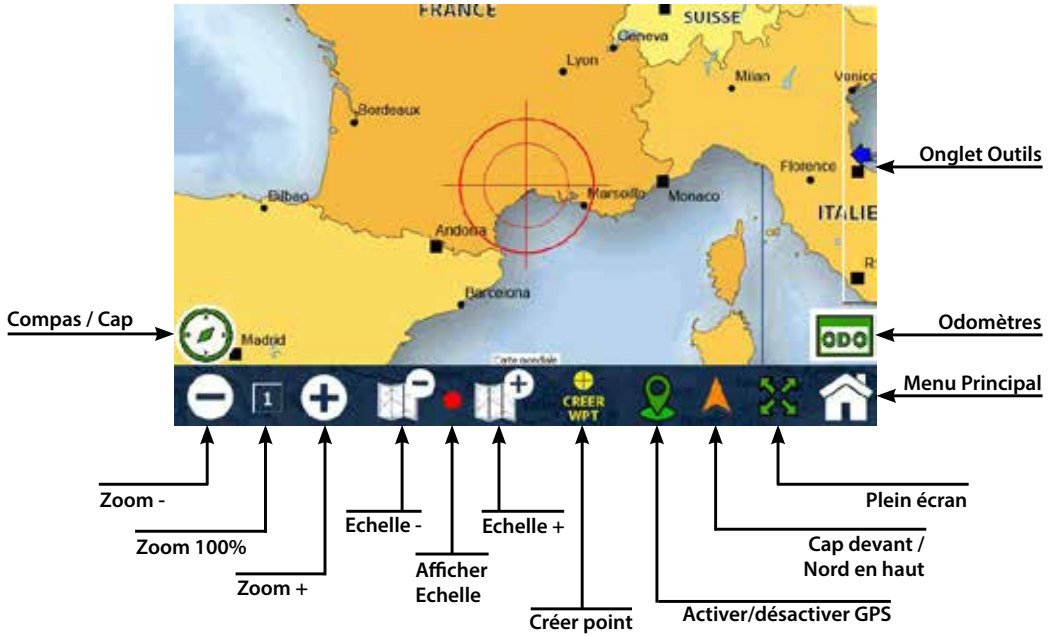 FRANCE
SUISSE
Geneva
Lyon
Milan
Venice
Bordeaux
Onglet Outils
Florence
Bilbao
Marseille
Monaco
ITALIE
Andorra
R
Barcelona
Compas / Cap
Madrid
Carte mondiale
ODO
Odomètres
1
CREER
WPT
Menu Principal
Zoom -
Plein écran
Echelle -
Echelle +
Zoom 100%
Cap devant /
Nord en haut
Zoom +
Afficher
Echelle
Créer point
Activer/désactiver GPS